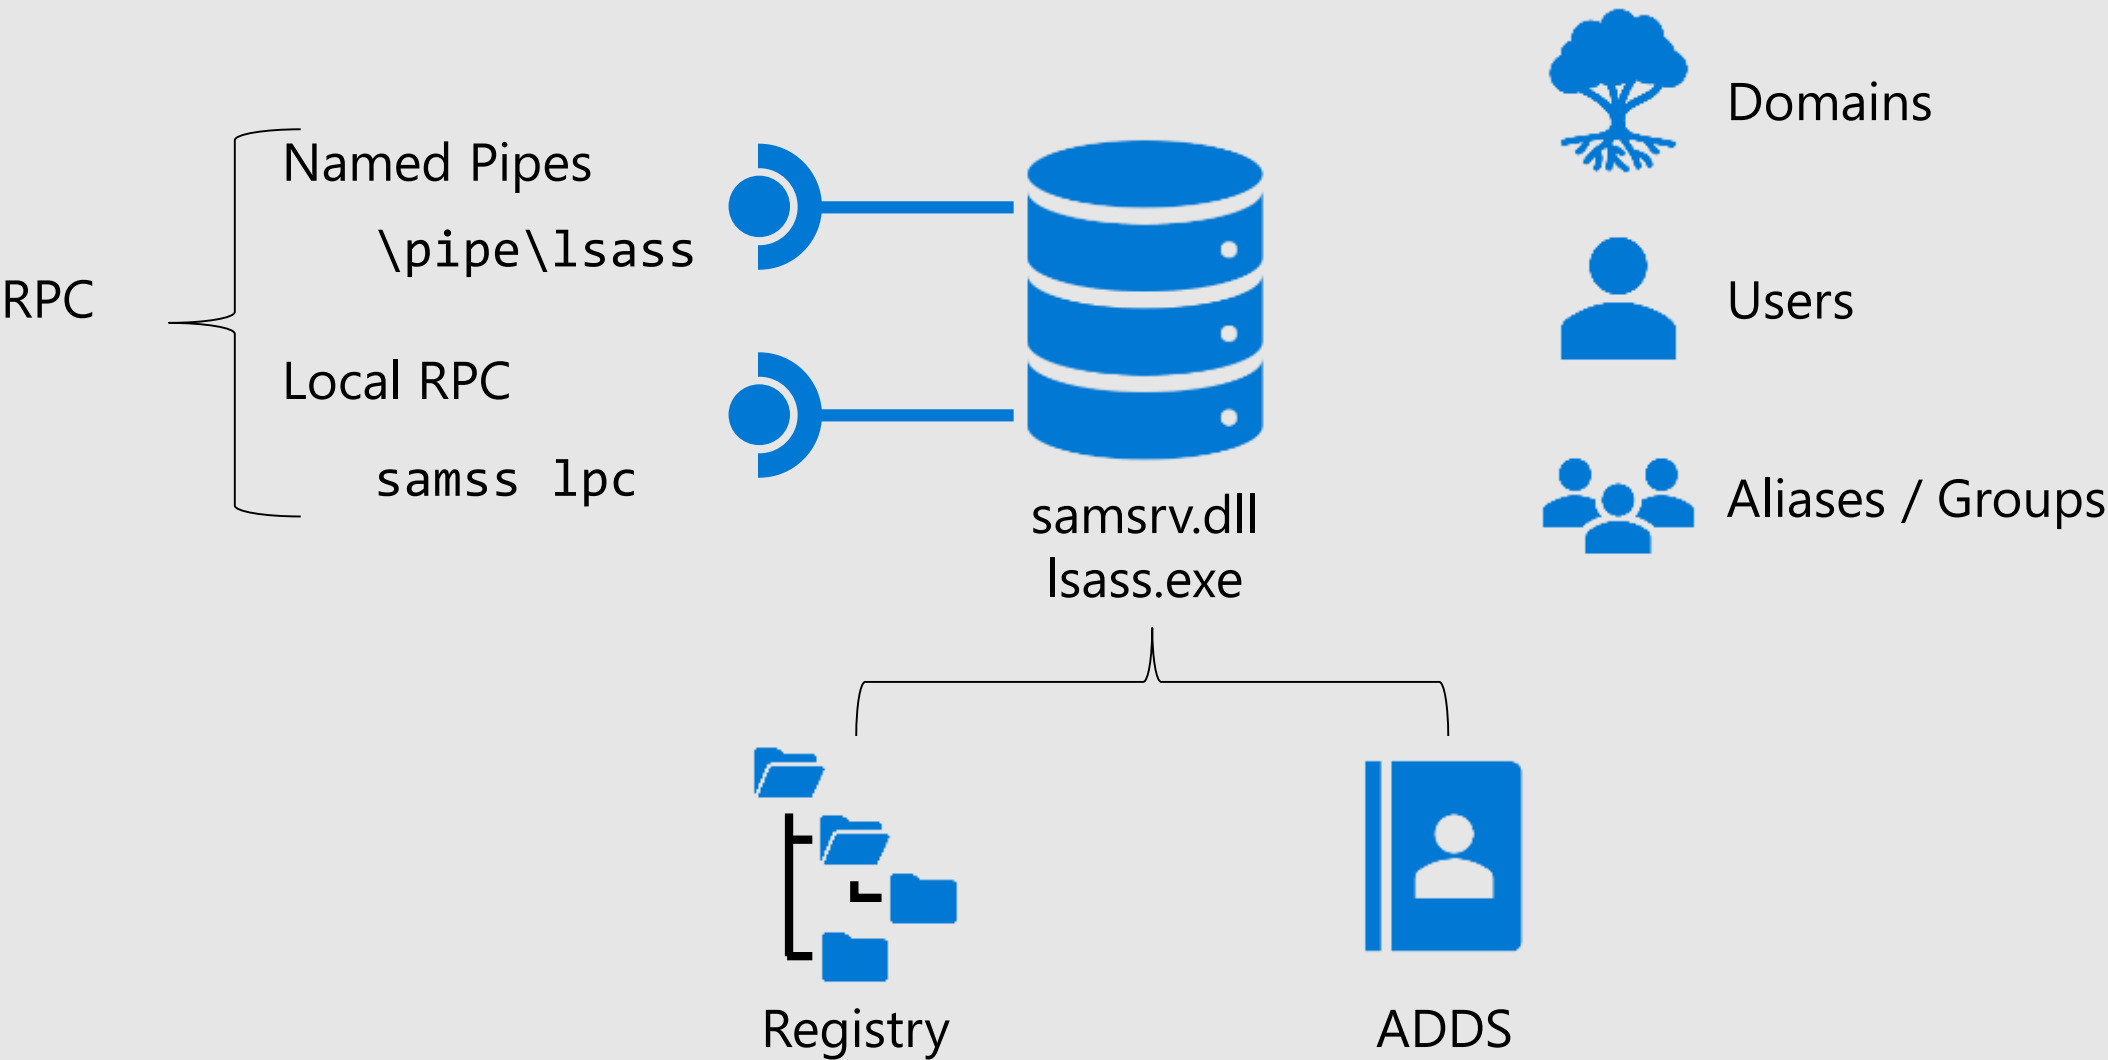 RPC
Named Pipes
\pipe\lsass
Local RPC
samss lpc
samsrv.dll
lsass.exe
Domains
Users
Aliases / Groups
Registry
ADDS